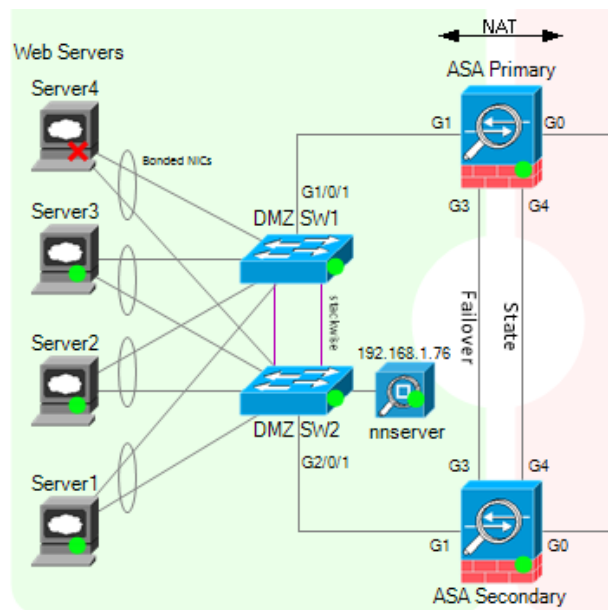 NAT
Web Servers
ASA Primary
Server4
G1
G0
Bonded NICs
G1/0/1
Server3
DMZ SW1
G3
G4
stackwise
Failover
State
Server2
192.168.1.76
DMZ SW2
nnserver
G2/0/1
G3
G4
Server1
G1
G0
ASA Secondary